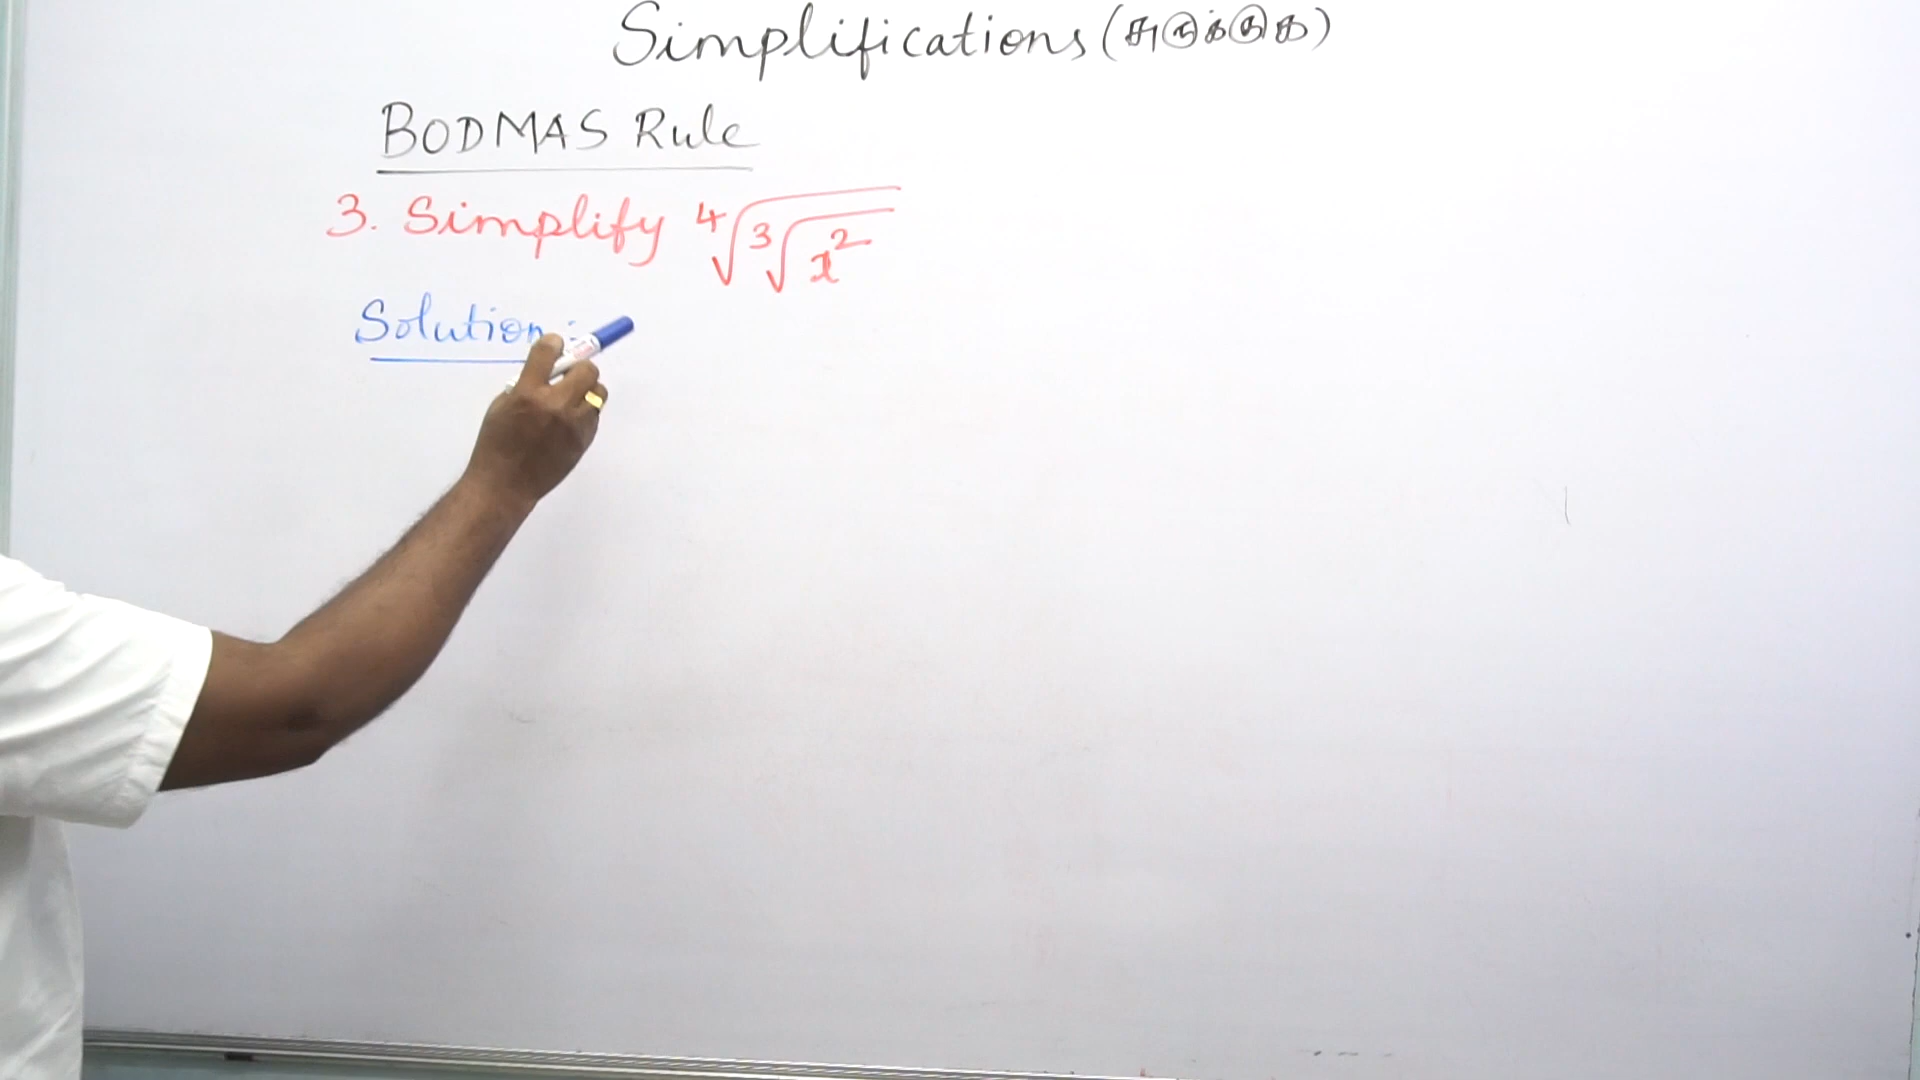 Simplifications (சுருக்குக)
BODMAS Rule
3. Simplify ⁴√³√x²
Solution: